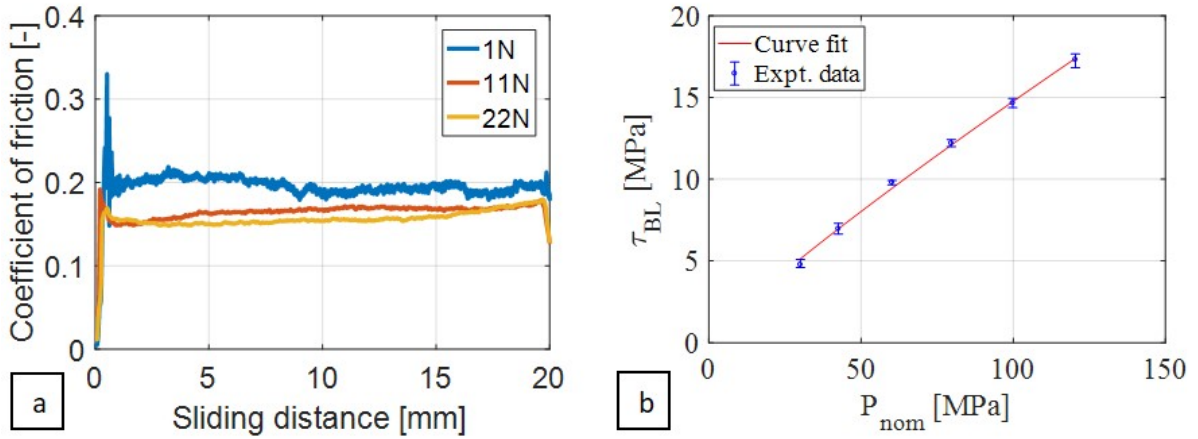 Coefficient of friction [-]
0.4
0.3
0.2
0.1
0
1N
11N
22N
0 5 10 15 20
Sliding distance [mm]
a
τBL [MPa]
20
15
10
5
0
Curve fit
Expt. data
0 50 100 150
Pnom [MPa]
b